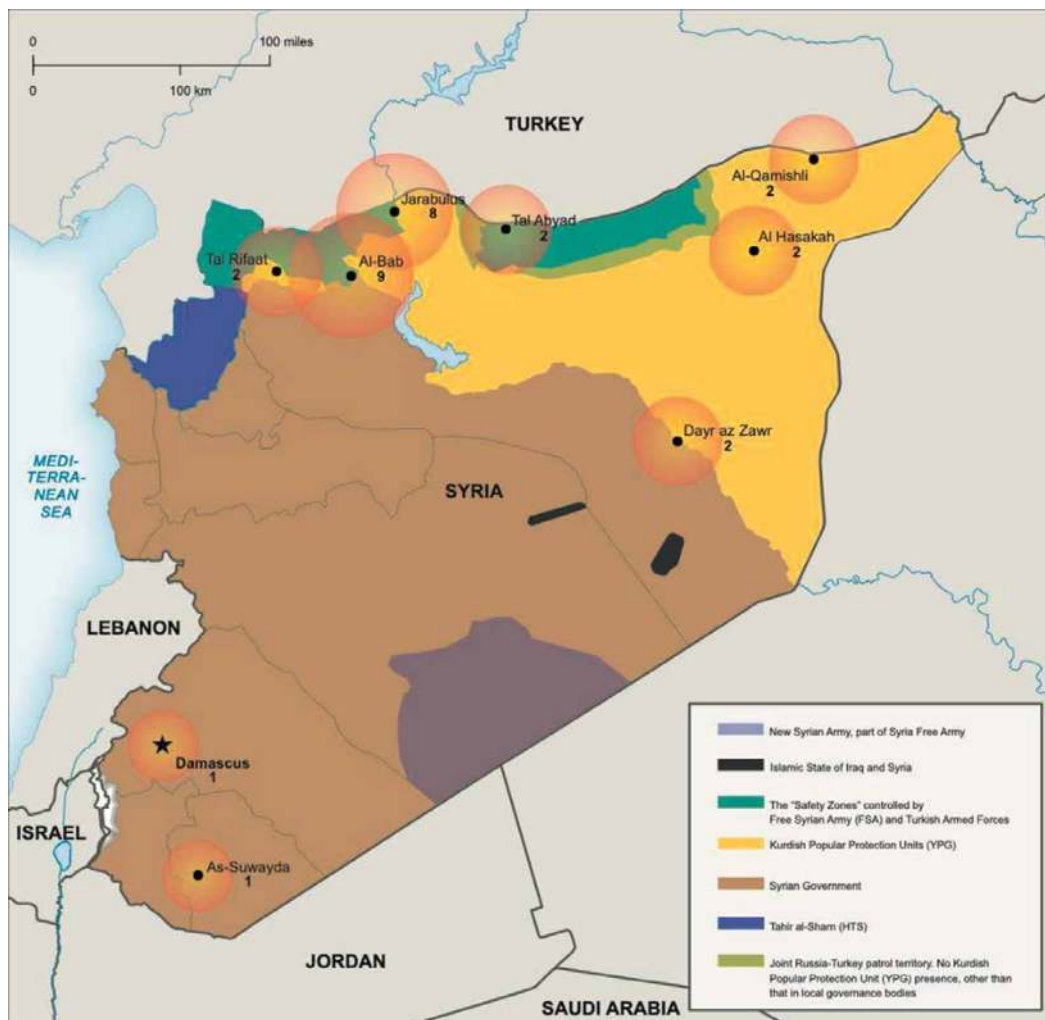 0
100 miles
0
100 km
TURKEY
Al-Qamishli
2
Jarabulus
8
Tal Abyad
2
Al Hasakah
2
Tal Rifaat
2
Al-Bab
9
Dayr az Zawr
2
MEDI-
TERRA-
NEAN
SEA
SYRIA
LEBANON
Damascus
1
ISRAEL
As-Suwayda
1
JORDAN
SAUDI ARABIA
New Syrian Army, part of Syria Free Army
Islamic State of Iraq and Syria
The "Safety Zones" controlled by
Free Syrian Army (FSA) and Turkish Armed Forces
Kurdish Popular Protection Units (YPG)
Syrian Government
Tahir al-Sham (HTS)
Joint Russia-Turkey patrol territory. No Kurdish
Popular Protection Unit (YPG) presence, other than
that in local governance bodies